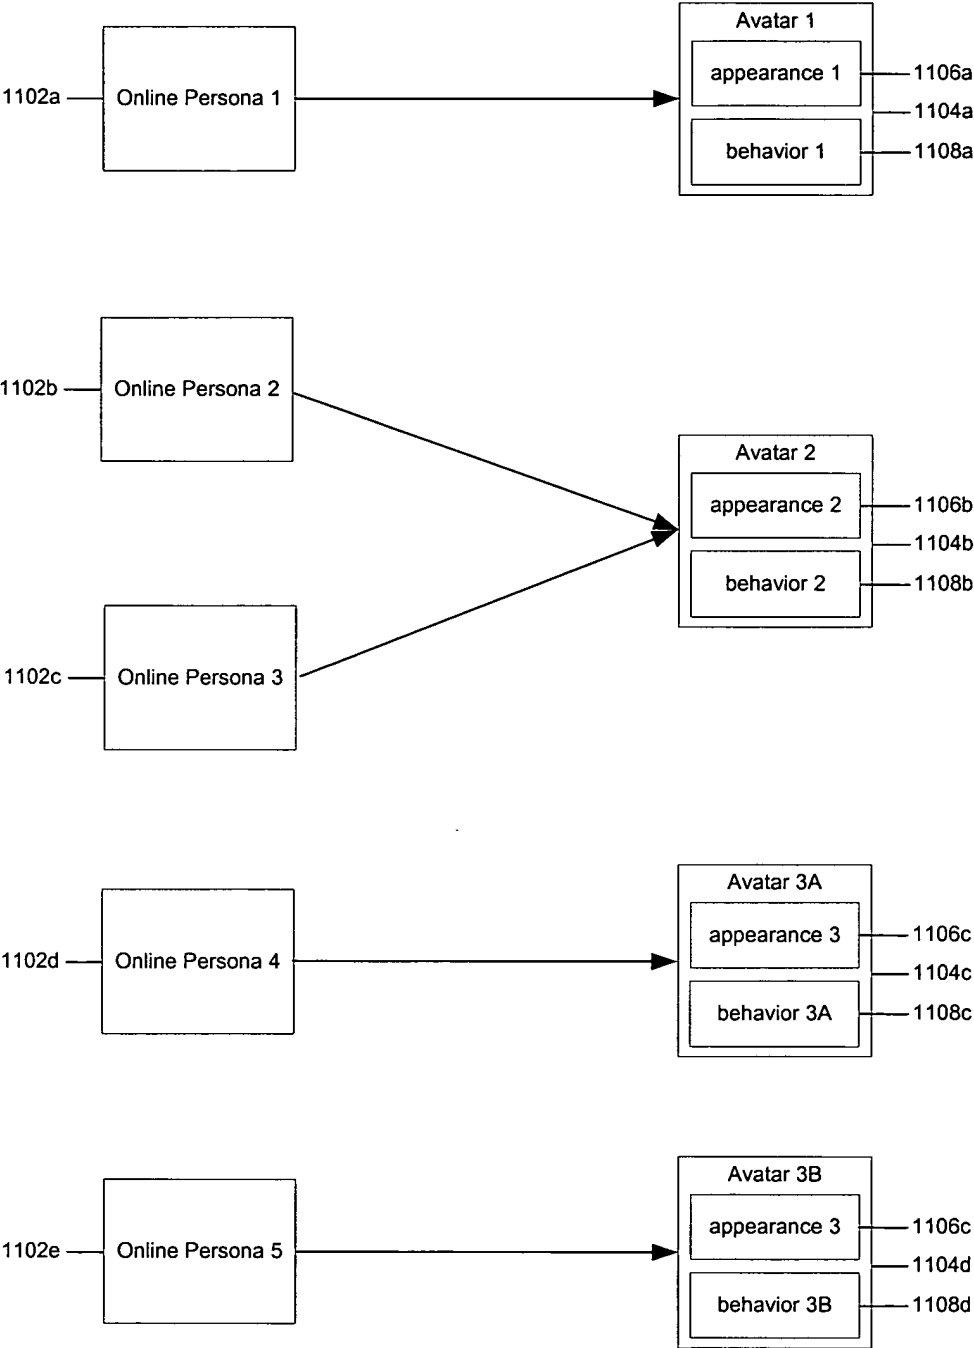 Avatar 1
appearance 1
1106a
1102a
Online Persona 1
1104a
behavior 1
1108a
1102b
Online Persona 2
Avatar 2
appearance 2
1106b
1104b
behavior 2
1108b
1102c
Online Persona 3
Avatar 3A
appearance 3
1106c
1102d
Online Persona 4
1104c
behavior 3A
1108c
Avatar 3B
appearance 3
1106c
1102e
Online Persona 5
1104d
behavior 3B
1108d